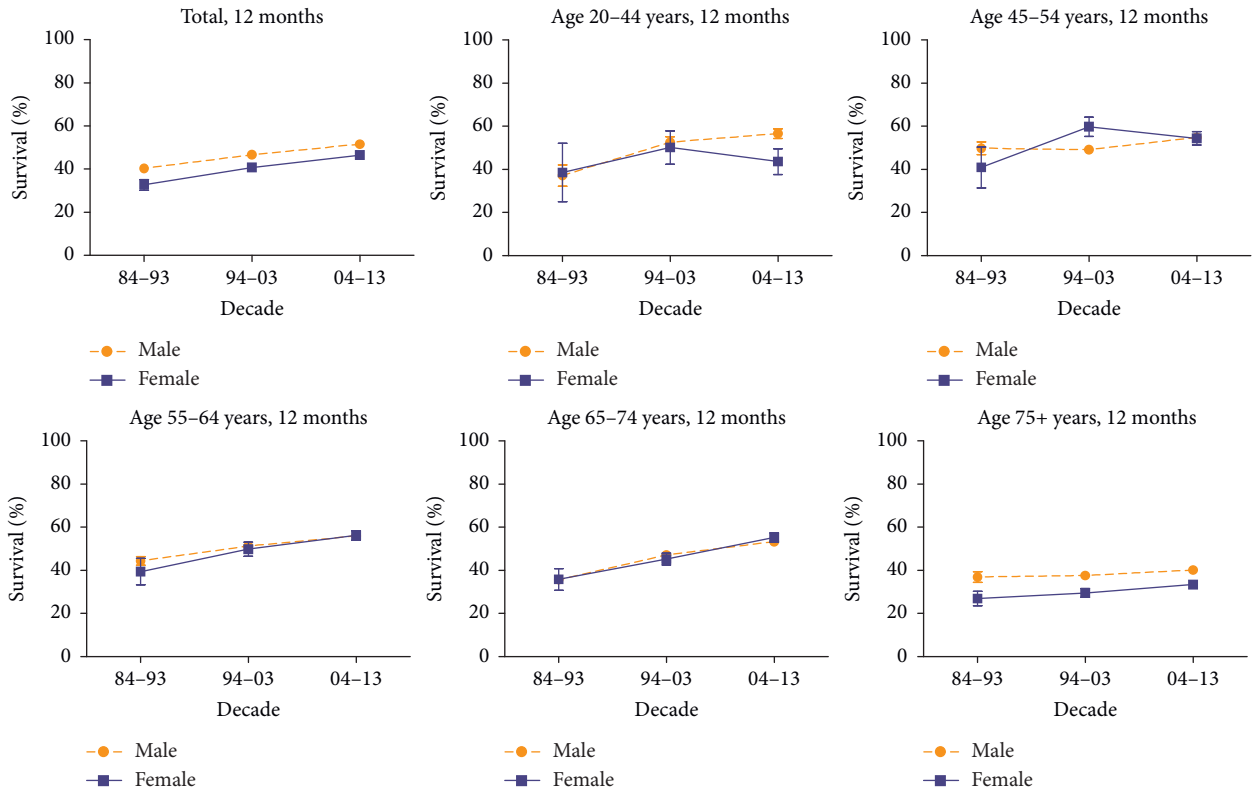 Total, 12 months
Survival (%)
100
80
60
40
20
0
84–93
94–03
04–13
Decade
Male
Female
Age 20–44 years, 12 months
Survival (%)
100
80
60
40
20
0
84–93
94–03
04–13
Decade
Male
Female
Age 45–54 years, 12 months
Survival (%)
100
80
60
40
20
0
84–93
94–03
04–13
Decade
Male
Female
Age 55–64 years, 12 months
Survival (%)
100
80
60
40
20
0
84–93
94–03
04–13
Decade
Male
Female
Age 65–74 years, 12 months
Survival (%)
100
80
60
40
20
0
84–93
94–03
04–13
Decade
Male
Female
Age 75+ years, 12 months
Survival (%)
100
80
60
40
20
0
84–93
94–03
04–13
Decade
Male
Female